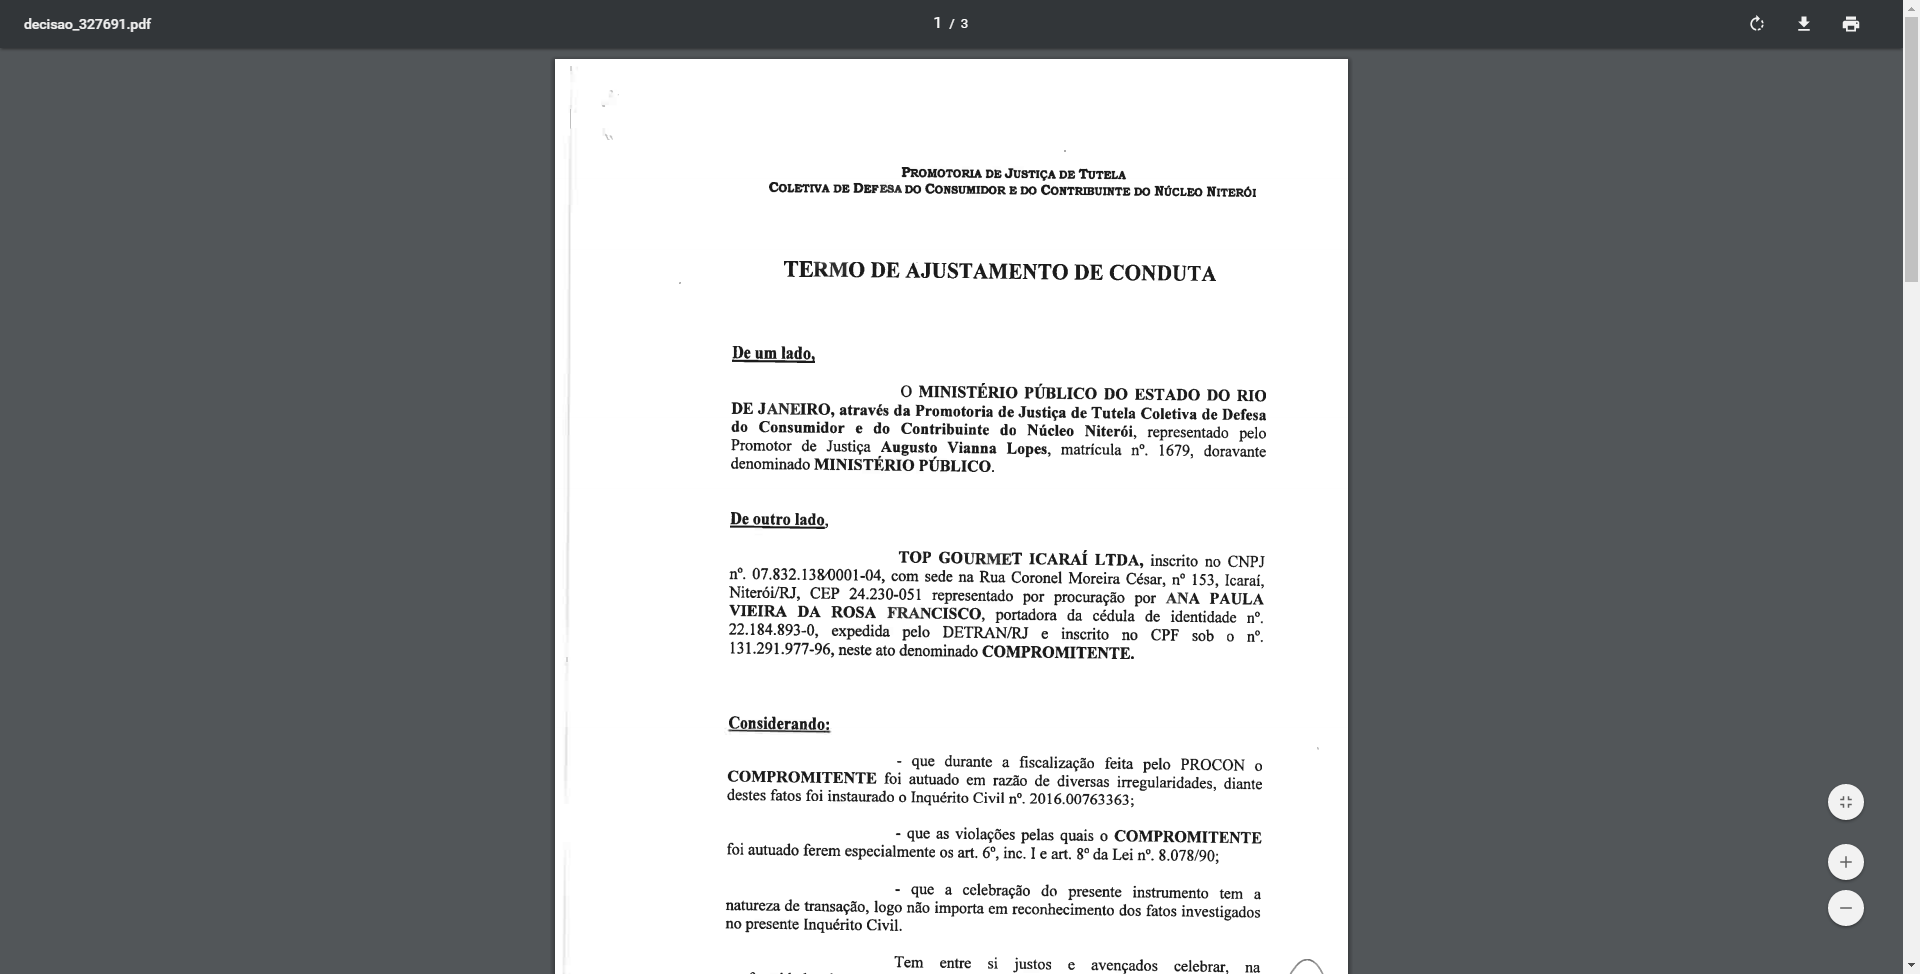 decisao_327691.pdf
1 / 3
PROMOTORIA DE JUSTIÇA DE TUTELA
COLETIVA DE DEFESA DO CONSUMIDOR E DO CONTRIBUINTE DO NÚCLEO NITERÓI
TERMO DE AJUSTAMENTO DE CONDUTA
De um lado,
O MINISTÉRIO PÚBLICO DO ESTADO DO RIO
DE JANEIRO, através da Promotoria de Justiça de Tutela Coletiva de Defesa
do Consumidor e do Contribuinte do Núcleo Niterói, representado pelo
Promotor de Justiça Augusto Vianna Lopes, matrícula nº. 1679, doravante
denominado MINISTÉRIO PÚBLICO.
De outro lado,
TOP GOURMET ICARAÍ LTDA, inscrito no CNPJ
nº. 07.832.138/0001-04, com sede na Rua Coronel Moreira César, nº 153, Icaraí,
Niterói/RJ, CEP 24.230-051 representado por procuração por ANA PAULA
VIEIRA DA ROSA FRANCISCO, portadora da cédula de identidade nº.
22.184.893-0, expedida pelo DETRAN/RJ e inscrito no CPF sob o nº.
131.291.977-96, neste ato denominado COMPROMITENTE.
Considerando:
- que durante a fiscalização feita pelo PROCON o
COMPROMITENTE foi autuado em razão de diversas irregularidades, diante
destes fatos foi instaurado o Inquérito Civil nº. 2016.00763363;
- que as violações pelas quais o COMPROMITENTE
foi autuado ferem especialmente os art. 6º, inc. I e art. 8º da Lei nº. 8.078/90;
- que a celebração do presente instrumento tem a
natureza de transação, logo não importa em reconhecimento dos fatos investigados
no presente Inquérito Civil.
Tem entre si justos e avençados celebrar, na